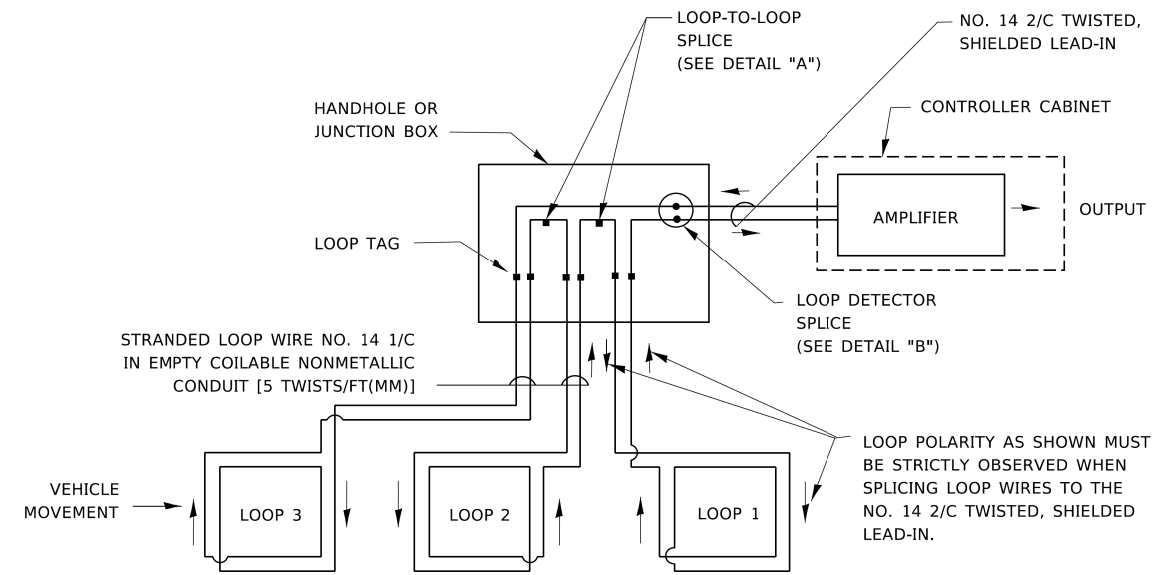 LOOP-TO-LOOP
SPLICE
(SEE DETAIL "A")
NO. 14 2/C TWISTED,
SHIELDED LEAD-IN
HANDHOLE OR
JUNCTION BOX
CONTROLLER CABINET
AMPLIFIER
OUTPUT
LOOP TAG
LOOP DETECTOR
SPLICE
(SEE DETAIL "B")
STRANDED LOOP WIRE NO. 14 1/C
IN EMPTY COILABLE NONMETALLIC
CONDUIT [5 TWISTS/FT(MM)]
LOOP POLARITY AS SHOWN MUST
BE STRICTLY OBSERVED WHEN
SPLICING LOOP WIRES TO THE
NO. 14 2/C TWISTED, SHIELDED
LEAD-IN.
VEHICLE
MOVEMENT
LOOP 3
LOOP 2
LOOP 1